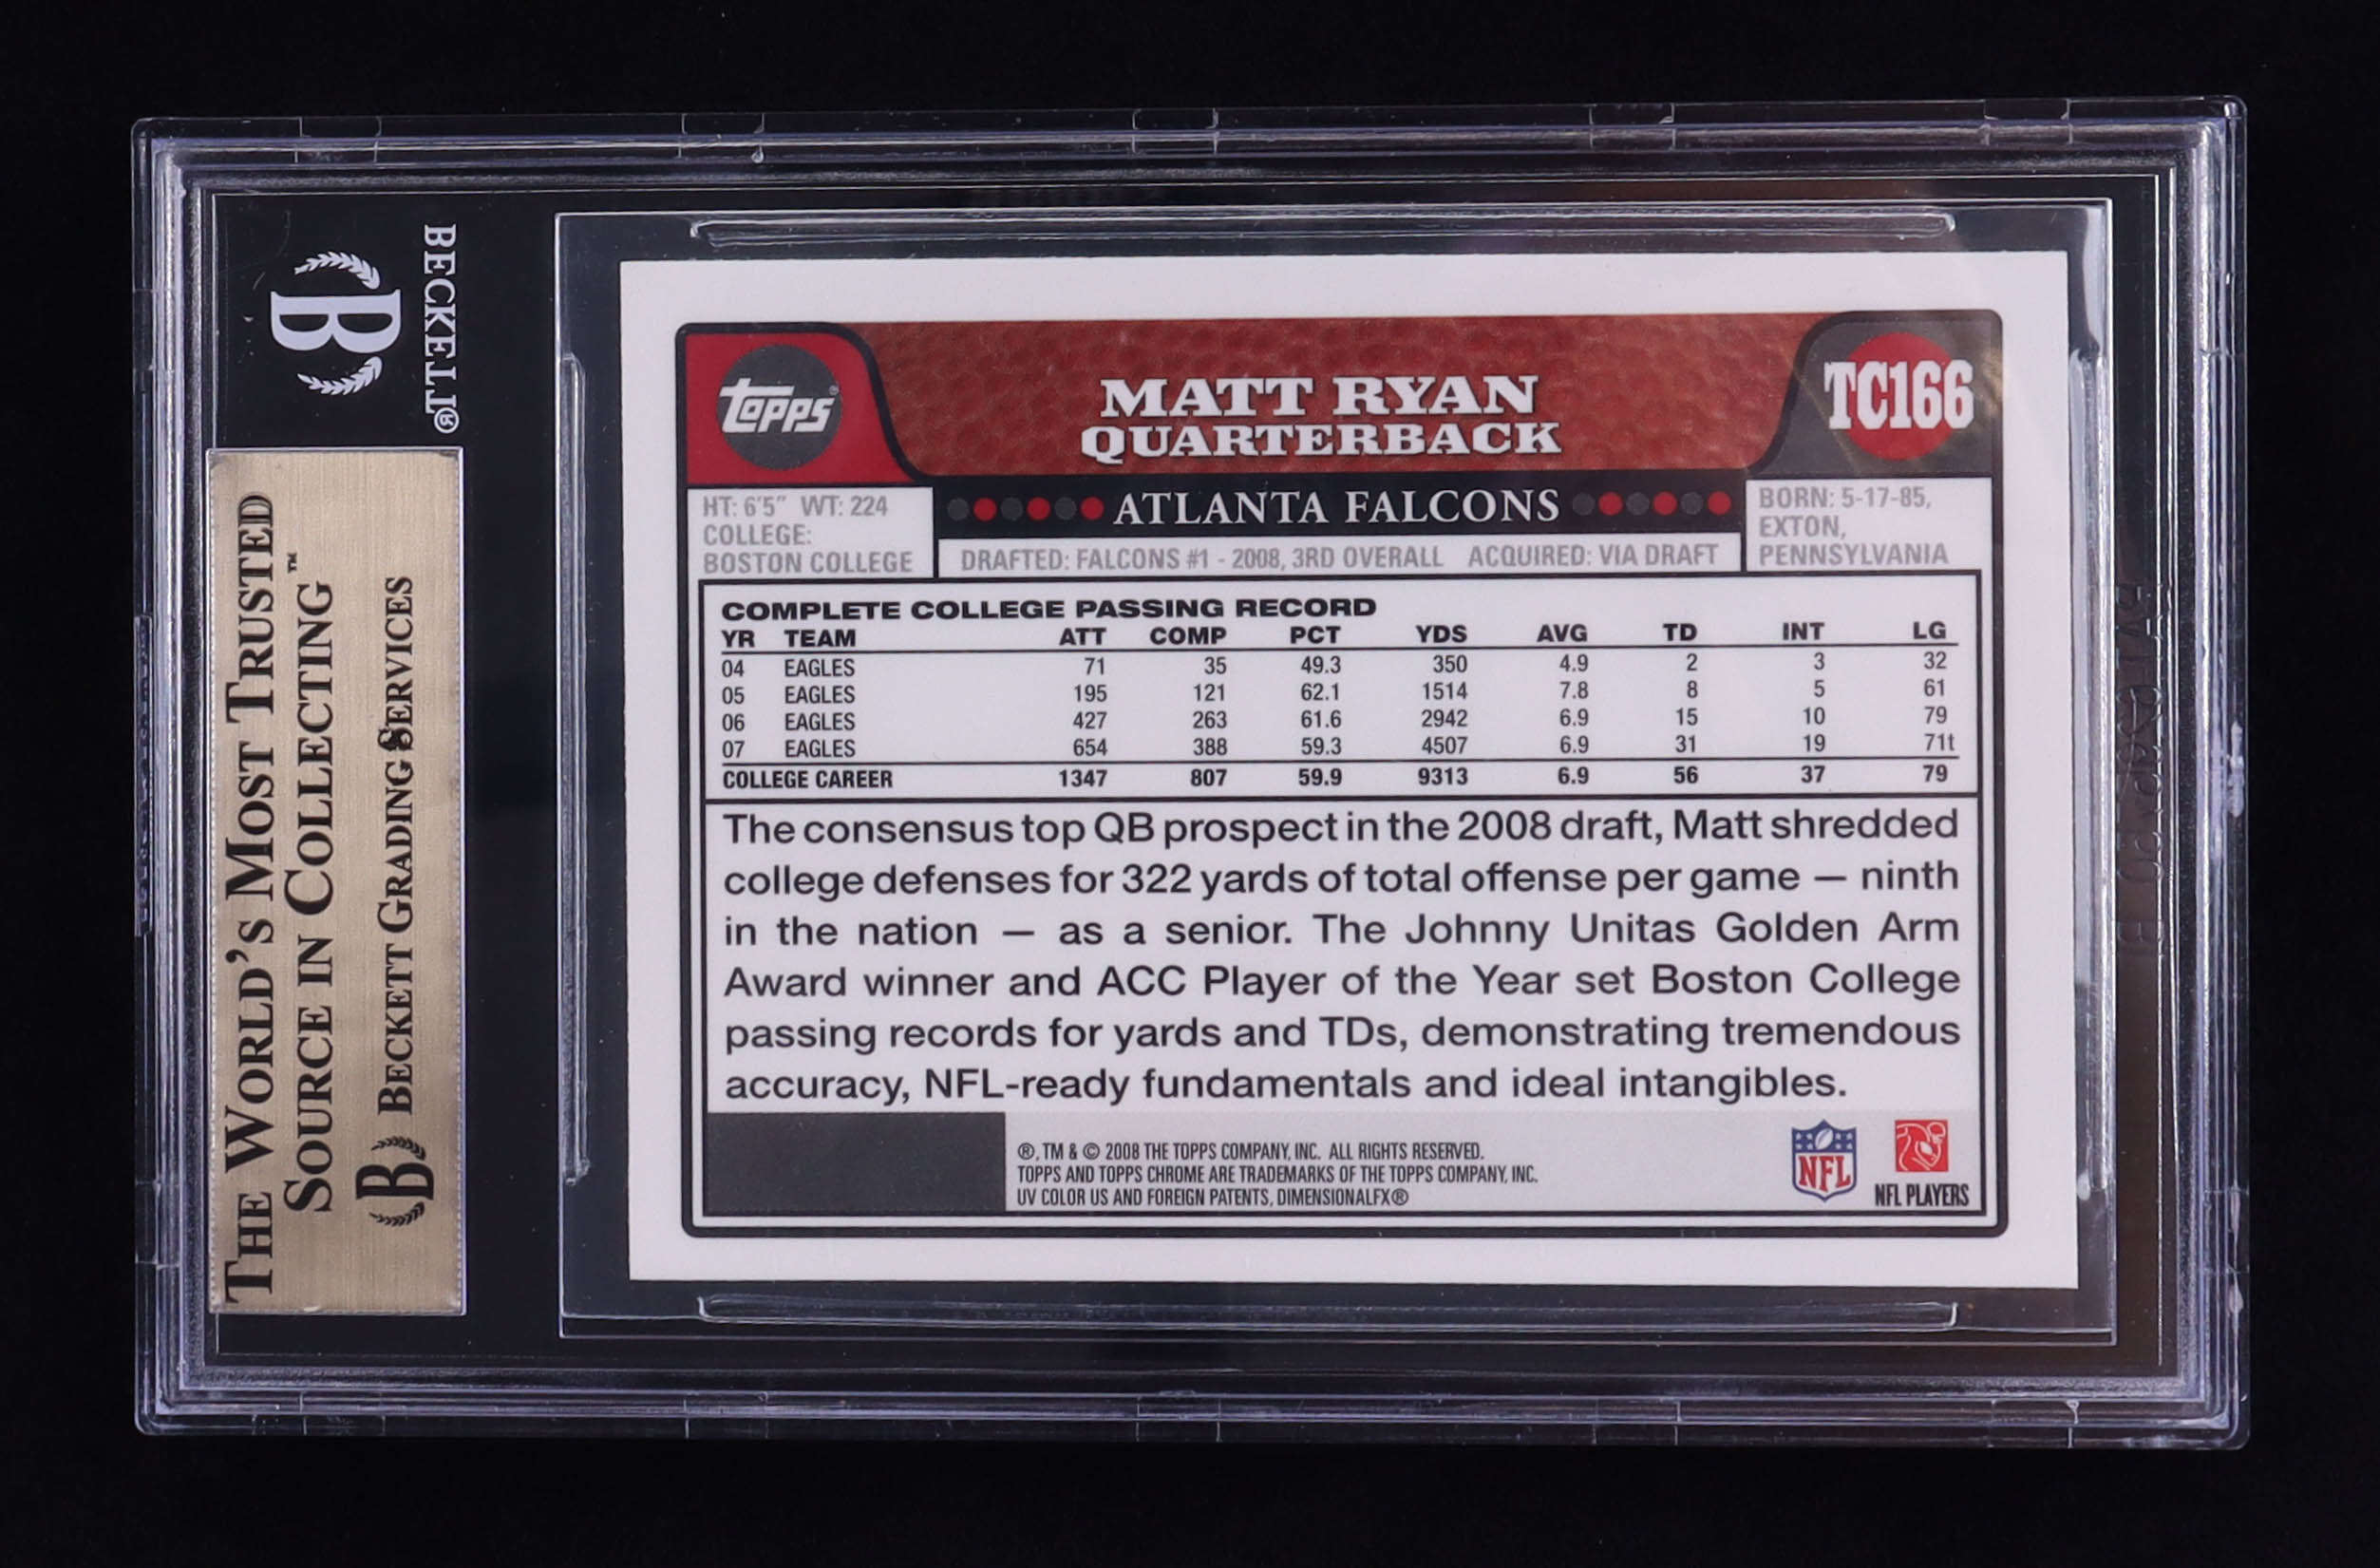 BECKETT®
B
THE WORLD'S MOST TRUSTED
SOURCE IN COLLECTING™
B BECKETT GRADING SERVICES
TOPPS®
MATT RYAN
QUARTERBACK
TC166
HT: 6'5" WT: 224
COLLEGE:
BOSTON COLLEGE
ATLANTA FALCONS
DRAFTED: FALCONS #1 - 2008, 3RD OVERALL ACQUIRED: VIA DRAFT
BORN: 5-17-85,
EXTON,
PENNSYLVANIA
COMPLETE COLLEGE PASSING RECORD
YR TEAM ATT COMP PCT YDS AVG TD INT LG
04 EAGLES 71 35 49.3 350 4.9 2 3 32
05 EAGLES 195 121 62.1 1514 7.8 8 5 61
06 EAGLES 427 263 61.6 2942 6.9 15 10 79
07 EAGLES 654 388 59.3 4507 6.9 31 19 71t
COLLEGE CAREER 1347 807 59.9 9313 6.9 56 37 79
The consensus top QB prospect in the 2008 draft, Matt shredded
college defenses for 322 yards of total offense per game — ninth
in the nation — as a senior. The Johnny Unitas Golden Arm
Award winner and ACC Player of the Year set Boston College
passing records for yards and TDs, demonstrating tremendous
accuracy, NFL-ready fundamentals and ideal intangibles.
®, TM & © 2008 THE TOPPS COMPANY, INC. ALL RIGHTS RESERVED.
TOPPS AND TOPPS CHROME ARE TRADEMARKS OF THE TOPPS COMPANY, INC.
UV COLOR US AND FOREIGN PATENTS, DIMENSIONALFX®
NFL
NFL PLAYERS